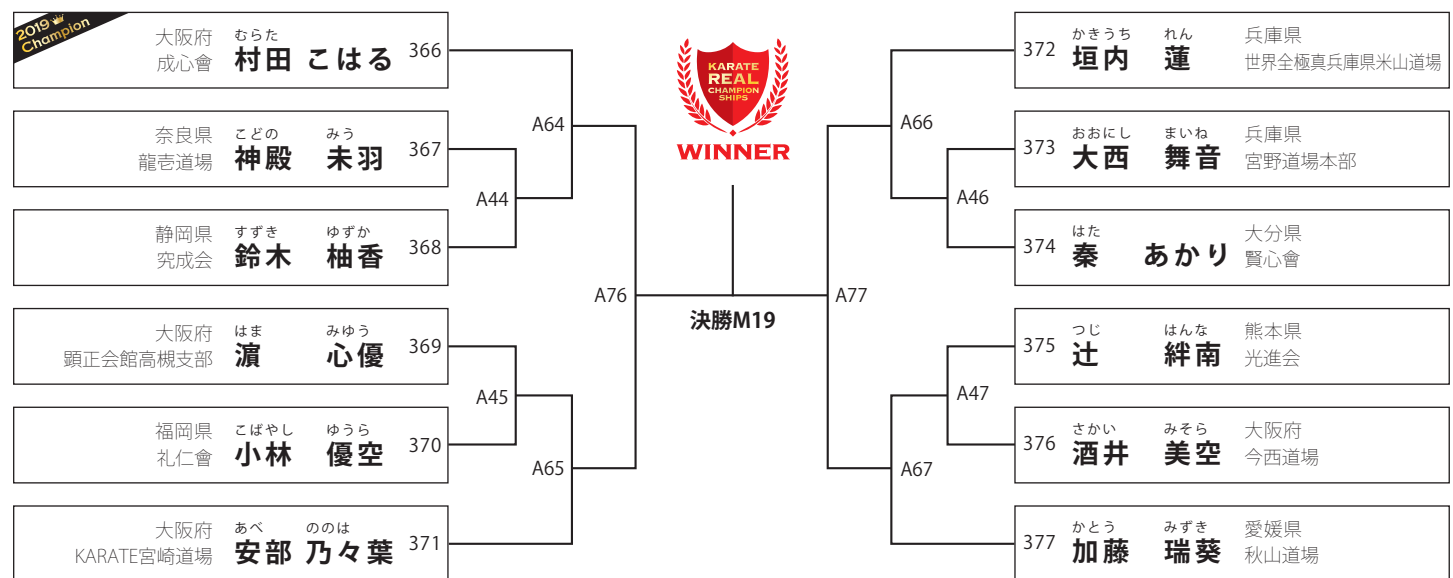 2019
Champion
大阪府
成心會
むらた
村田 こはる
366
奈良県
龍壱道場
こどの みう
神殿 未羽
367
静岡県
究成会
すずき ゆずか
鈴木 柚香
368
大阪府
顕正会館高槻支部
はま みゆう
濵 心優
369
福岡県
礼仁會
こばやし ゆうら
小林 優空
370
大阪府
KARATE宮崎道場
あべ ののは
安部 乃々葉
371
A64
A44
A76
A45
A65
KARATE
REAL
CHAMPION
SHIPS
WINNER
決勝M19
A66
A46
A77
A47
A67
372
かきうち れん
垣内 蓮
兵庫県
世界全極真兵庫県米山道場
373
おおにし まいね
大西 舞音
兵庫県
宮野道場本部
374
はた
秦 あかり
大分県
賢心會
375
つじ はんな
辻 絆南
熊本県
光進会
376
さかい みそら
酒井 美空
大阪府
今西道場
377
かとう みずき
加藤 瑞葵
愛媛県
秋山道場